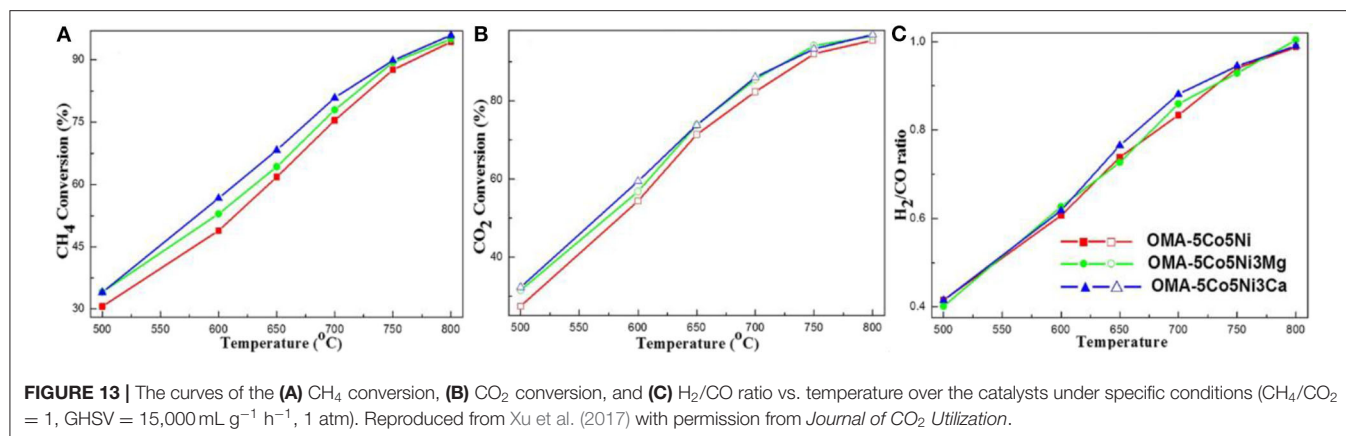 A
B
C
90
75
60
45
30
CH₄ Conversion (%)
500 550 600 650 700 750 800
Temperature (°C)
80
60
40
CO₂ Conversion (%)
500 550 600 650 700 750 800
Temperature (°C)
1.0
0.8
0.6
0.4
H₂/CO ratio
OMA-5Co5Ni
OMA-5Co5Ni3Mg
OMA-5Co5Ni3Ca
500 550 600 650 700 750 800
Temperature
FIGURE 13 | The curves of the (A) CH₄ conversion, (B) CO₂ conversion, and (C) H₂/CO ratio vs. temperature over the catalysts under specific conditions (CH₄/CO₂
= 1, GHSV = 15,000 mL g⁻¹ h⁻¹, 1 atm). Reproduced from Xu et al. (2017) with permission from Journal of CO₂ Utilization.